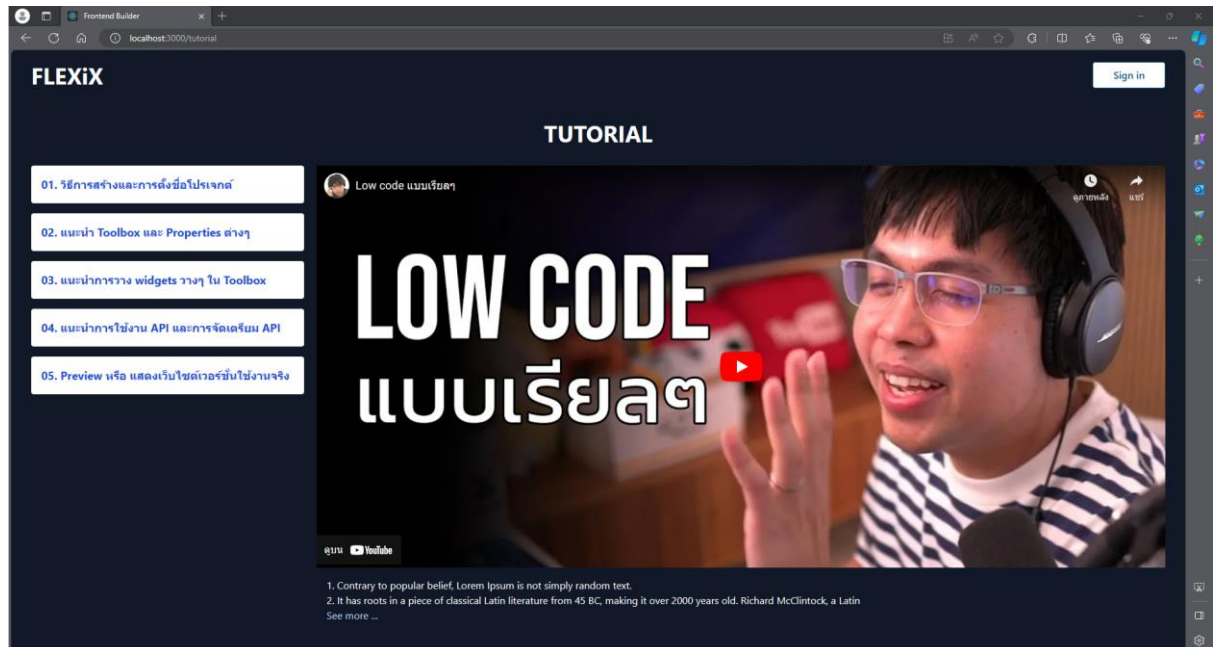 Frontend Builder
localhost:3000/tutorial
FLEXiX
Sign in
TUTORIAL
01. วิธีการสร้างและการตั้งชื่อโปรเจกต์
02. แนะนำ Toolbox และ Properties ต่างๆ
03. แนะนำการวาง widgets วางๆ ใน Toolbox
04. แนะนำการใช้งาน API และการจัดเตรียม API
05. Preview หรือ แสดงเว็บไซต์เวอร์ชั่นใช้งานจริง
Low code แบบเรียลๆ
ดูภายหลัง
แชร์
LOW CODE
แบบเรียลๆ
ดูบน YouTube
1. Contrary to popular belief, Lorem Ipsum is not simply random text.
2. It has roots in a piece of classical Latin literature from 45 BC, making it over 2000 years old. Richard McClintock, a Latin
See more ...